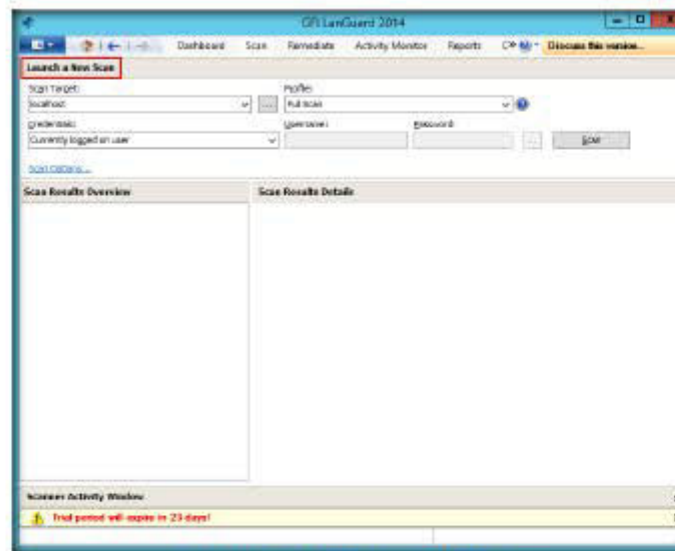 GFI LanGuard 2014
Dashboard Scan Remediate Activity Monitor Reports Discuss this version...
Launch a New Scan
Scan Target: Profile:
localhost Full Scan
Credentials: Username: Password:
Currently logged on user Scan
Scan Options...
Scan Results Overview Scan Results Details
Scanner Activity Window
Trial period will expire in 23 days!